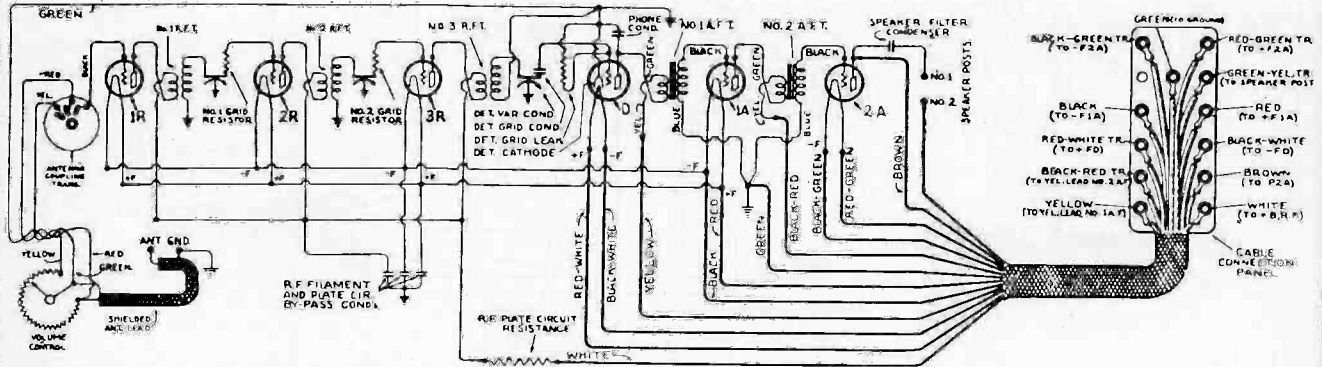 GREEN
NO.1 R.F.T.
NO.2 R.F.T.
NO. 3 R.F.T.
PHONE
COND.
GREEN
NO.1 A.F.T.
BLACK
GREEN
NO.2 A.F.T.
BLACK
SPEAKER FILTER
CONDENSER
NO.1
NO.2
SPEAKER POSTS
RED
YEL.
BLACK
ANTENNA
COUPLING
TRANS.
1R
NO.1 GRID
RESISTOR
2R
NO.2 GRID
RESISTOR
3R
DET. VAR COND
DET GRID COND.
DET. GRID LEAK
DET. CATHODE
D
1A
2-A
BLUE
YEL.
BLUE
YEL.
+F
-F
+F
-F
+F
-F
+F
-F
-F
+F
-F
YELLOW
RED
GREEN
ANT.
GND.
VOLUME
CONTROL
SHIELDED
ANT. LEAD
R.F FILAMENT
AND PLATE CIR.
BY-PASS CONDS.
R.F. PLATE CIRCUIT
RESISTANCE
WHITE
RED-WHITE
BLACK-WHITE
YELLOW
BLACK
RED
GREEN
BLACK-RED
BLACK-GREEN
RED-GREEN
BROWN
GREEN (TO GROUND)
BLACK-GREEN TR.
(TO -F2A)
RED-GREEN TR.
(TO +F2A)
GREEN-YEL.TR.
(TO SPEAKER POST)
BLACK
(TO -F1A)
RED
(TO +F1A)
RED-WHITE TR.
(TO +FD)
BLACK-WHITE
(TO -FD)
BLACK-RED TR.
(TO YEL. LEAD NO.2 A.F.)
BROWN
(TO P2A)
YELLOW
(TO YEL. LEAD, NO. 1 A.F.)
WHITE
(TO +B.R.F.)
CABLE
CONNECTION
PANEL